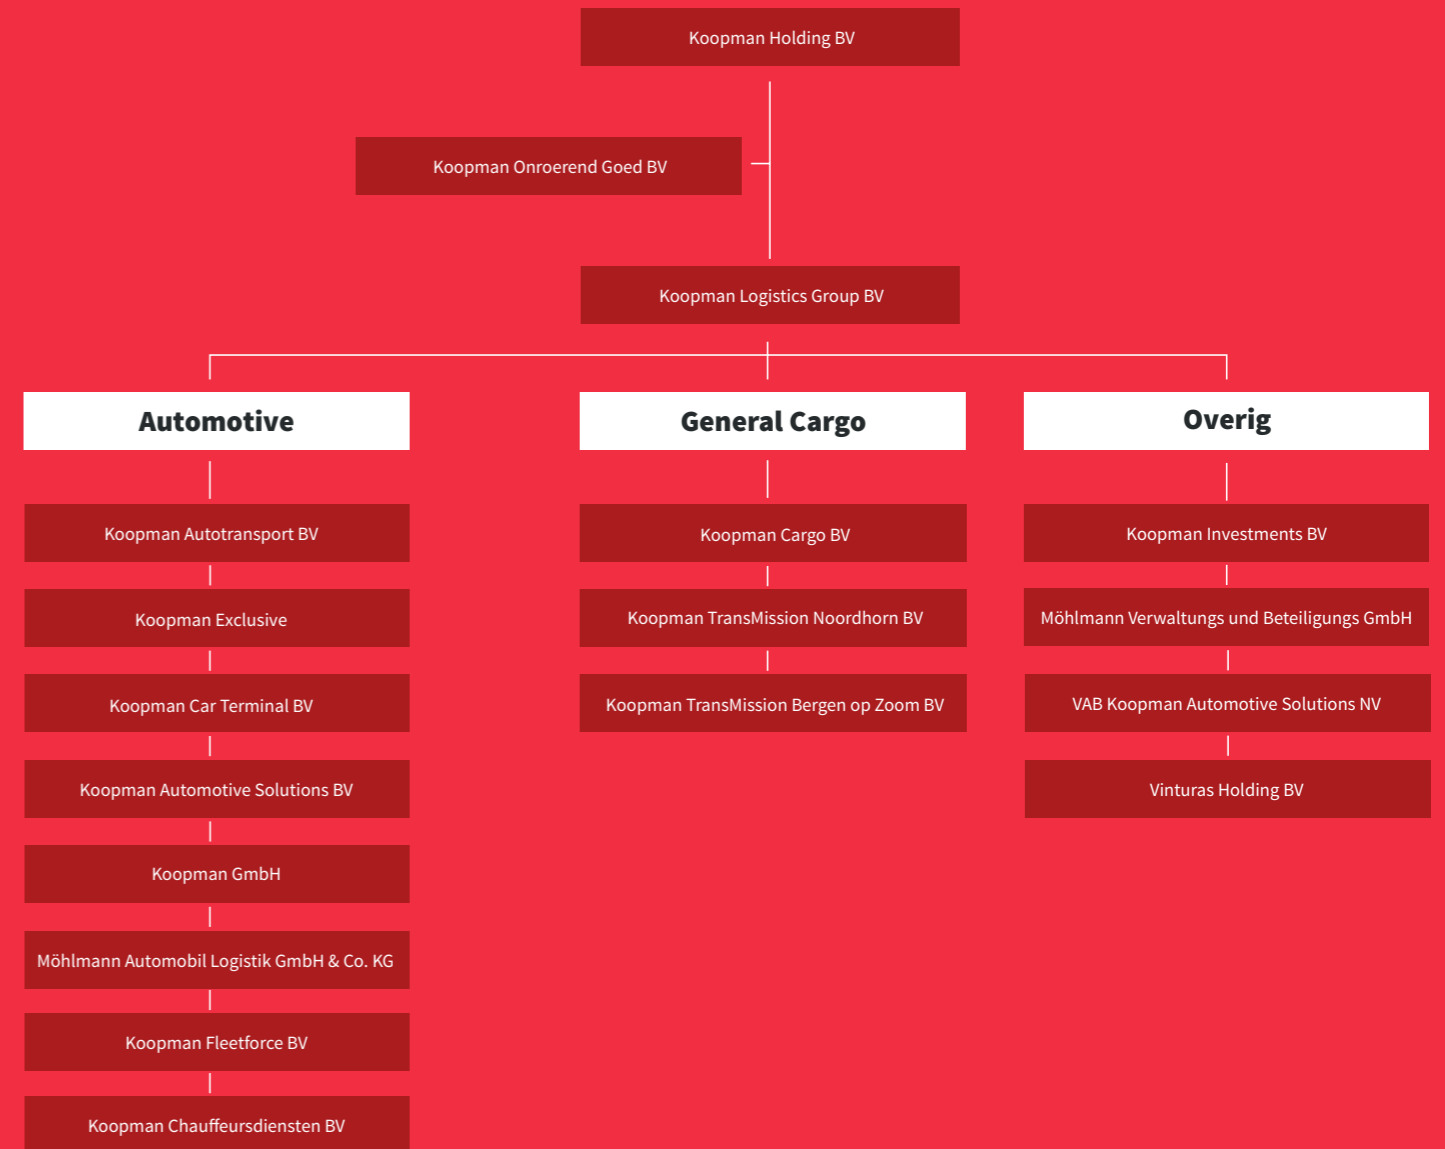 Koopman Holding BV
Koopman Onroerend Goed BV
Koopman Logistics Group BV
Automotive
Koopman Autotransport BV
Koopman Exclusive
Koopman Car Terminal BV
Koopman Automotive Solutions BV
Koopman GmbH
Möhlmann Automobil Logistik GmbH & Co. KG
Koopman Fleetforce BV
Koopman Chauffeursdiensten BV
General Cargo
Koopman Cargo BV
Koopman TransMission Noordhorn BV
Koopman TransMission Bergen op Zoom BV
Overig
Koopman Investments BV
Möhlmann Verwaltungs und Beteiligungs GmbH
VAB Koopman Automotive Solutions NV
Vinturas Holding BV